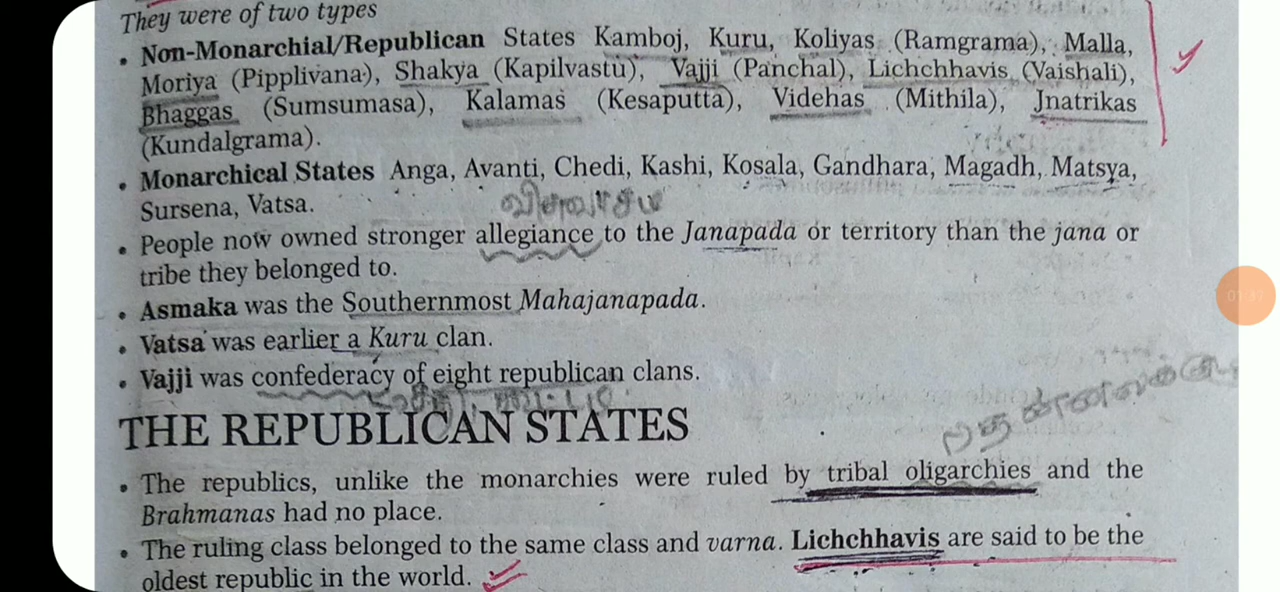 They were of two types
• Non-Monarchial/Republican States Kamboj, Kuru, Koliyas (Ramgrama), Malla,
Moriya (Pipplivana), Shakya (Kapilvastu), Vajji (Panchal), Lichchhavis (Vaishali),
Bhaggas (Sumsumasa), Kalamas (Kesaputta), Videhas (Mithila), Jnatrikas
(Kundalgrama).
• Monarchical States Anga, Avanti, Chedi, Kashi, Kosala, Gandhara, Magadh, Matsya,
Sursena, Vatsa.
விசுவாசம்
• People now owned stronger allegiance to the Janapada or territory than the jana or
tribe they belonged to.
• Asmaka was the Southernmost Mahajanapada.
• Vatsa was earlier a Kuru clan.
• Vajji was confederacy of eight republican clans.
THE REPUBLICAN STATES
• The republics, unlike the monarchies were ruled by tribal oligarchies and the
Brahmanas had no place.
• The ruling class belonged to the same class and varna. Lichchhavis are said to be the
oldest republic in the world.